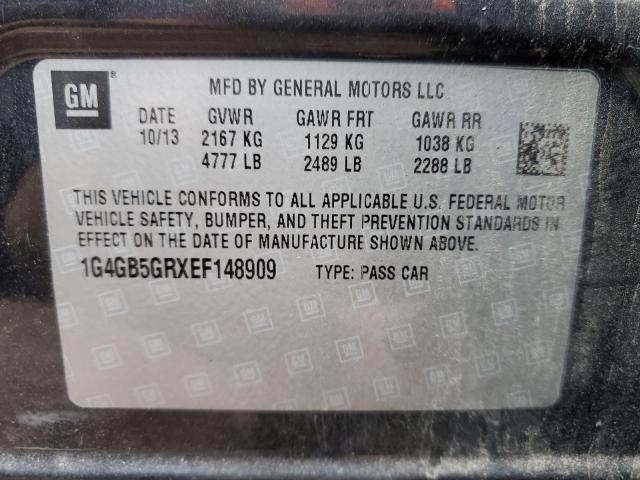 GM ® MFD BY GENERAL MOTORS LLC
DATE GVWR GAWR FRT GAWR RR
10/13 2167 KG 1129 KG 1038 KG
4777 LB 2489 LB 2288 LB
THIS VEHICLE CONFORMS TO ALL APPLICABLE U.S. FEDERAL MOTOR
VEHICLE SAFETY, BUMPER, AND THEFT PREVENTION STANDARDS IN
EFFECT ON THE DATE OF MANUFACTURE SHOWN ABOVE.
1G4GB5GRXEF148909 TYPE: PASS CAR